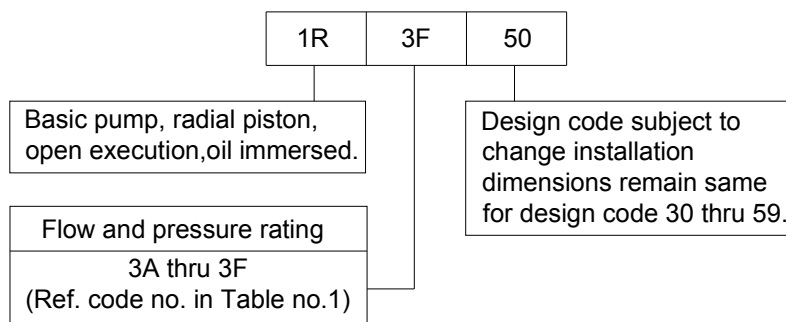 1R 3F 50
Basic pump, radial piston,
open execution,oil immersed.
Design code subject to
change installation
dimensions remain same
for design code 30 thru 59.
Flow and pressure rating
3A thru 3F
(Ref. code no. in Table no.1)